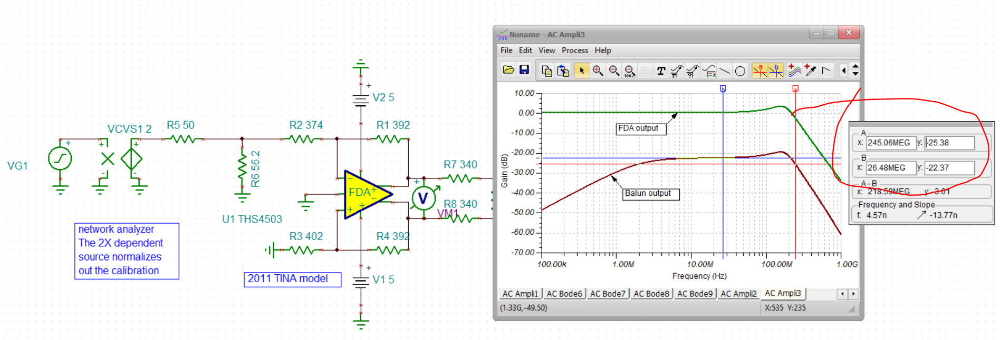 VG1
VCVS1 2
+
-
+
-
+
R5 50
R6 56.2
R2 374
R1 392
+
V2 5
FDA
-
+
+
-
+
U1 THS4503
R3 402
R4 392
+
V
VM1
R7 340
R8 340
+
V1 5
network analyzer
The 2X dependent
source normalizes
out the calibration
2011 TINA model
Noname - AC Ampli3
File Edit View Process Help
100%
T
a
b
b
a
Gain (dB)
10.00
0.00
-10.00
-20.00
-30.00
-40.00
-50.00
-60.00
-70.00
FDA output
Balun output
100.00k 1.00M 10.00M 100.00M 1.00G
Frequency (Hz)
AC Ampli1 AC Bode6 AC Bode7 AC Bode8 AC Bode9 AC Ampli2 AC Ampli3
(1.33G,-49.50) X:535 Y:235
A
x: 245.06MEG y: -25.38
B
x: 26.48MEG y: -22.37
A - B
x: 218.59MEG y: -3.01
Frequency and Slope
f: 4.57n -13.77n